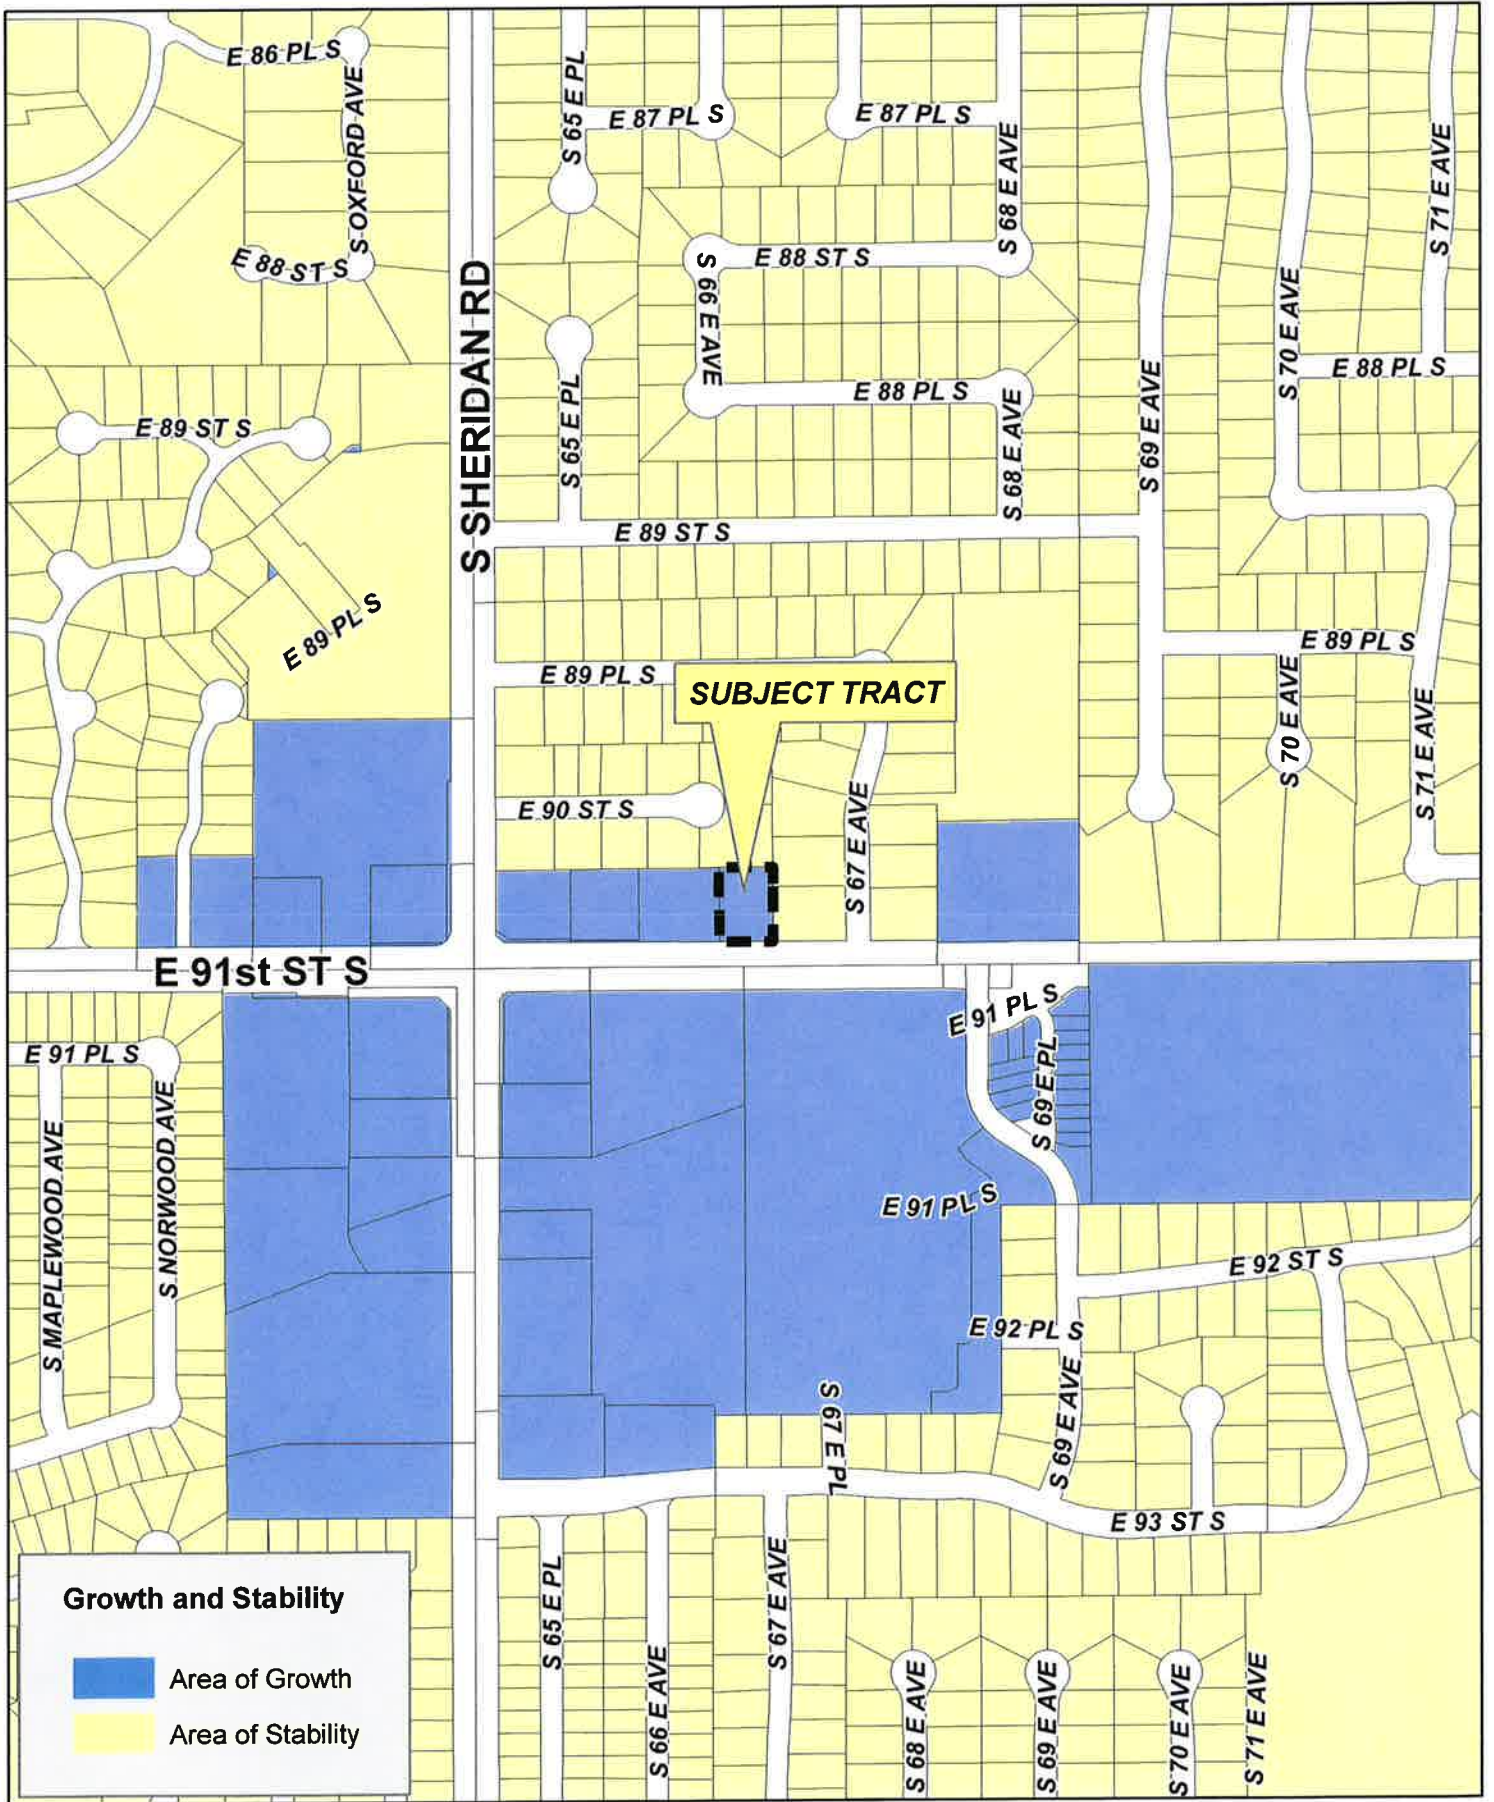 E 86 PL S
S OXFORD AVE
E 88 ST S
S 65 E PL
E 87 PL S
E 87 PL S
S 68 E AVE
S 71 E AVE
E 88 ST S
S 66 E AVE
S SHERIDAN RD
S 70 E AVE
E 88 PL S
S 65 E PL
E 88 PL S
S 68 E AVE
S 69 E AVE
E 89 ST S
E 89 ST S
E 89 PL S
E 89 PL S
E 89 PL S
SUBJECT TRACT
S 70 E AVE
S 71 E AVE
E 90 ST S
S 67 E AVE
E 91st ST S
E 91 PL S
E 91 PL S
S 69 E PL
S MAPLEWOOD AVE
S NORWOOD AVE
E 91 PL S
E 92 ST S
E 92 PL S
S 67 E PL
S 69 E AVE
E 93 ST S
S 65 E PL
S 66 E AVE
S 67 E AVE
S 68 E AVE
S 69 E AVE
S 70 E AVE
S 71 E AVE
Growth and Stability
Area of Growth
Area of Stability